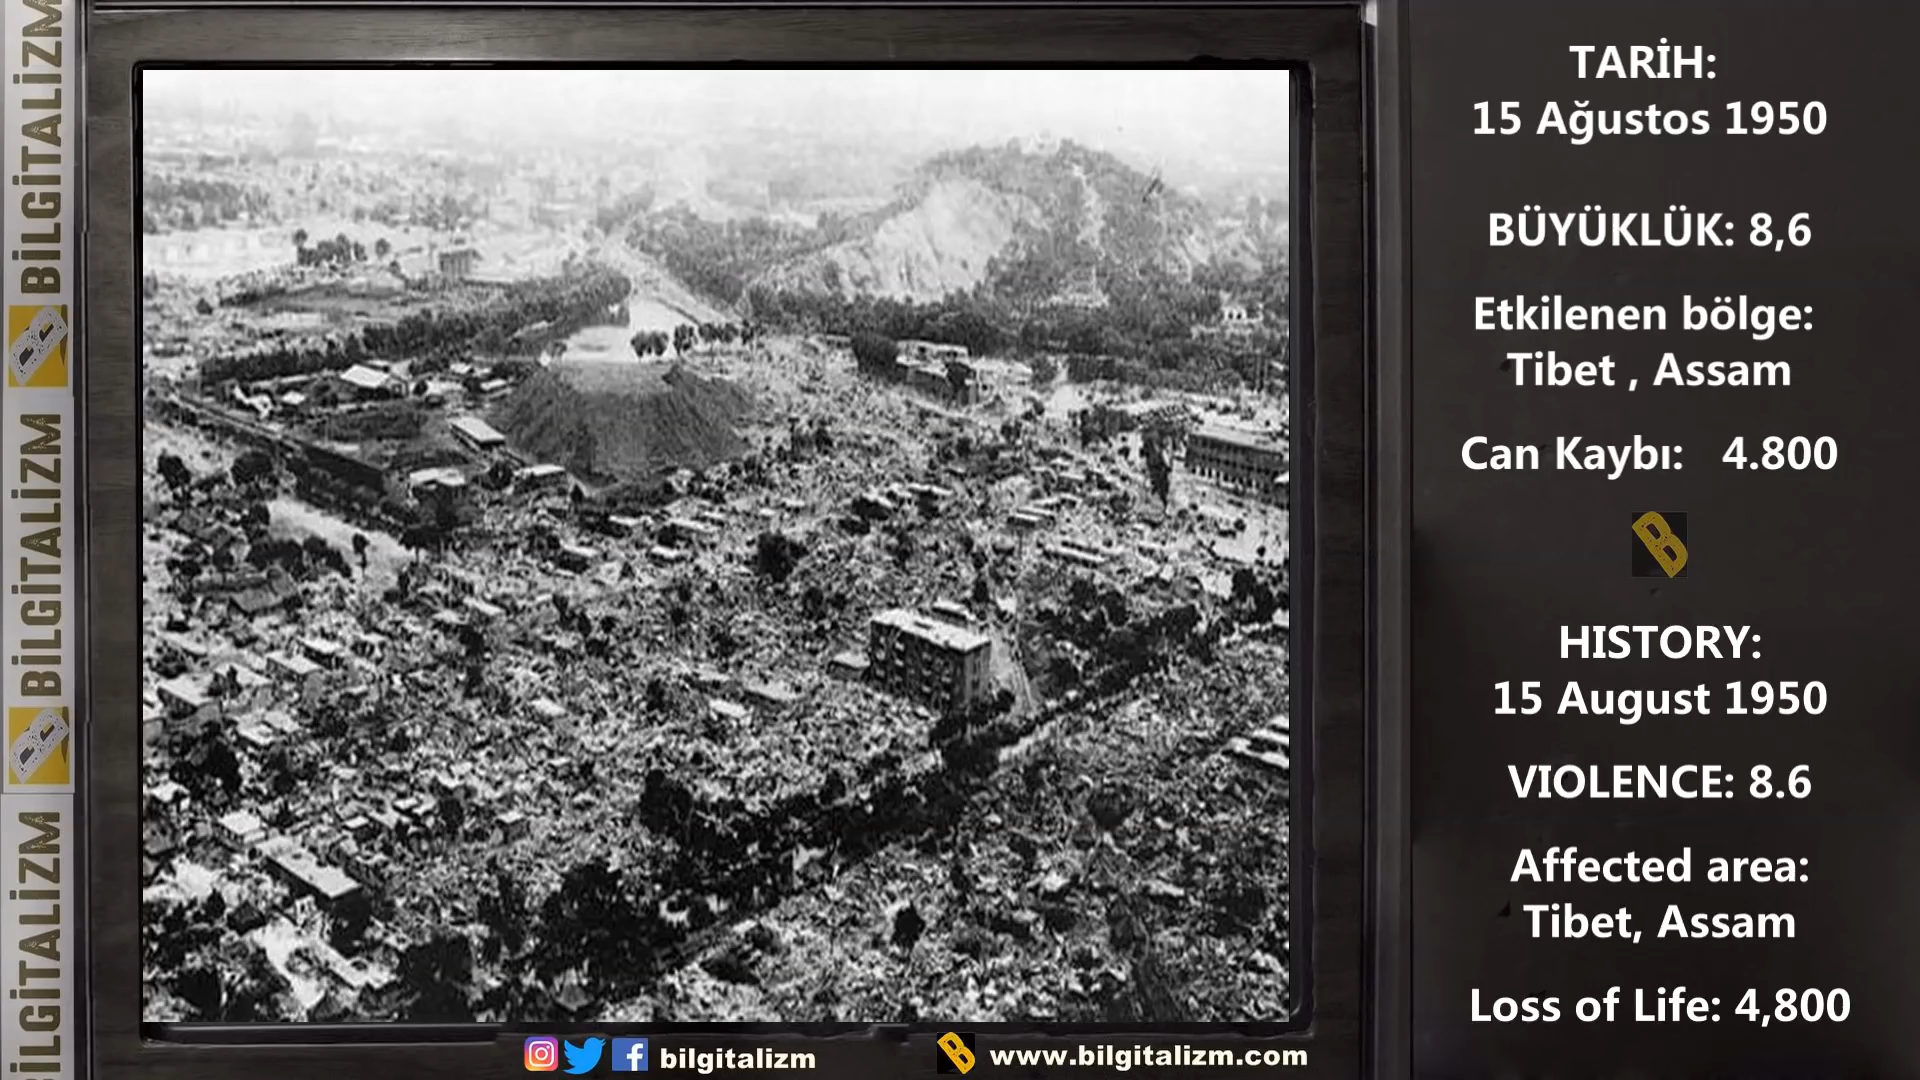 BİLGİTALİZM
BİLGİTALİZM
BİLGİTALİZM
TARİH:
15 Ağustos 1950
BÜYÜKLÜK: 8,6
Etkilenen bölge:
Tibet , Assam
Can Kaybı: 4.800
B
HISTORY:
15 August 1950
VIOLENCE: 8.6
Affected area:
Tibet, Assam
Loss of Life: 4,800
bilgitalizm
B www.bilgitalizm.com